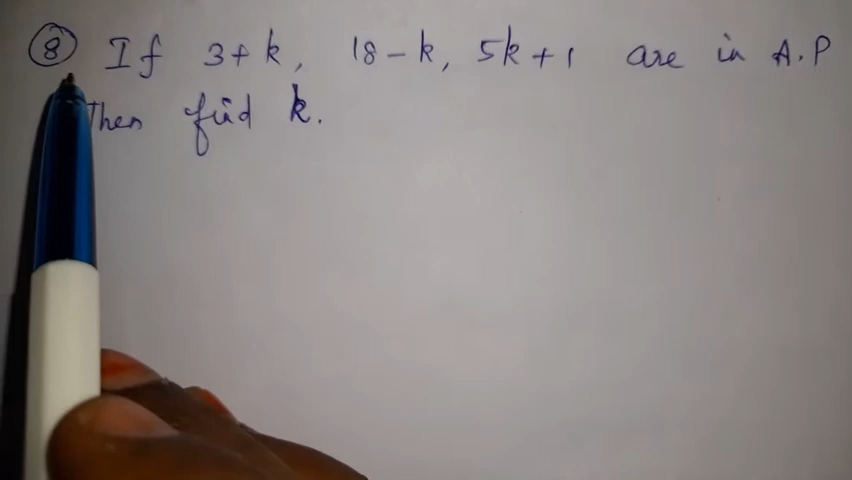 8 If 3+k, 18-k, 5k+1 are in A.P
Then find k.